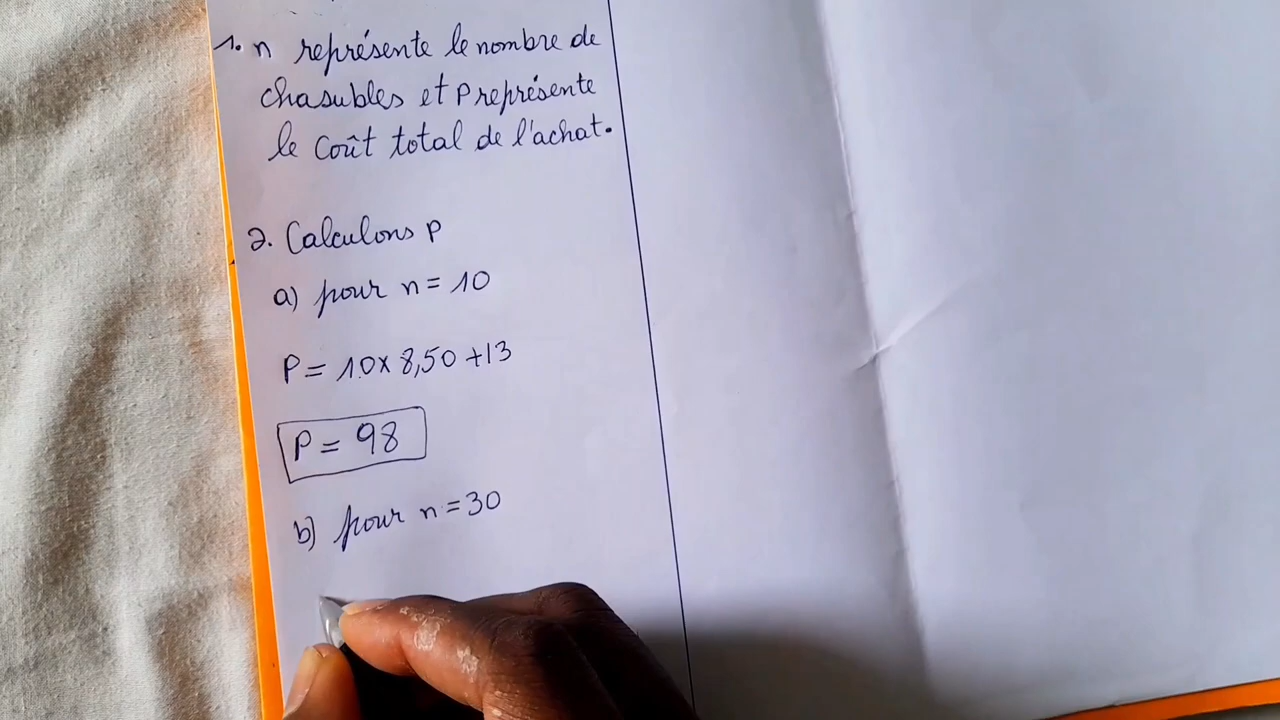 1. n représente le nombre de
chasubles et P représente
le coût total de l'achat.
2. Calculons P
a) pour n = 10
P = 10 x 8,50 + 13
P = 98
b) pour n = 30